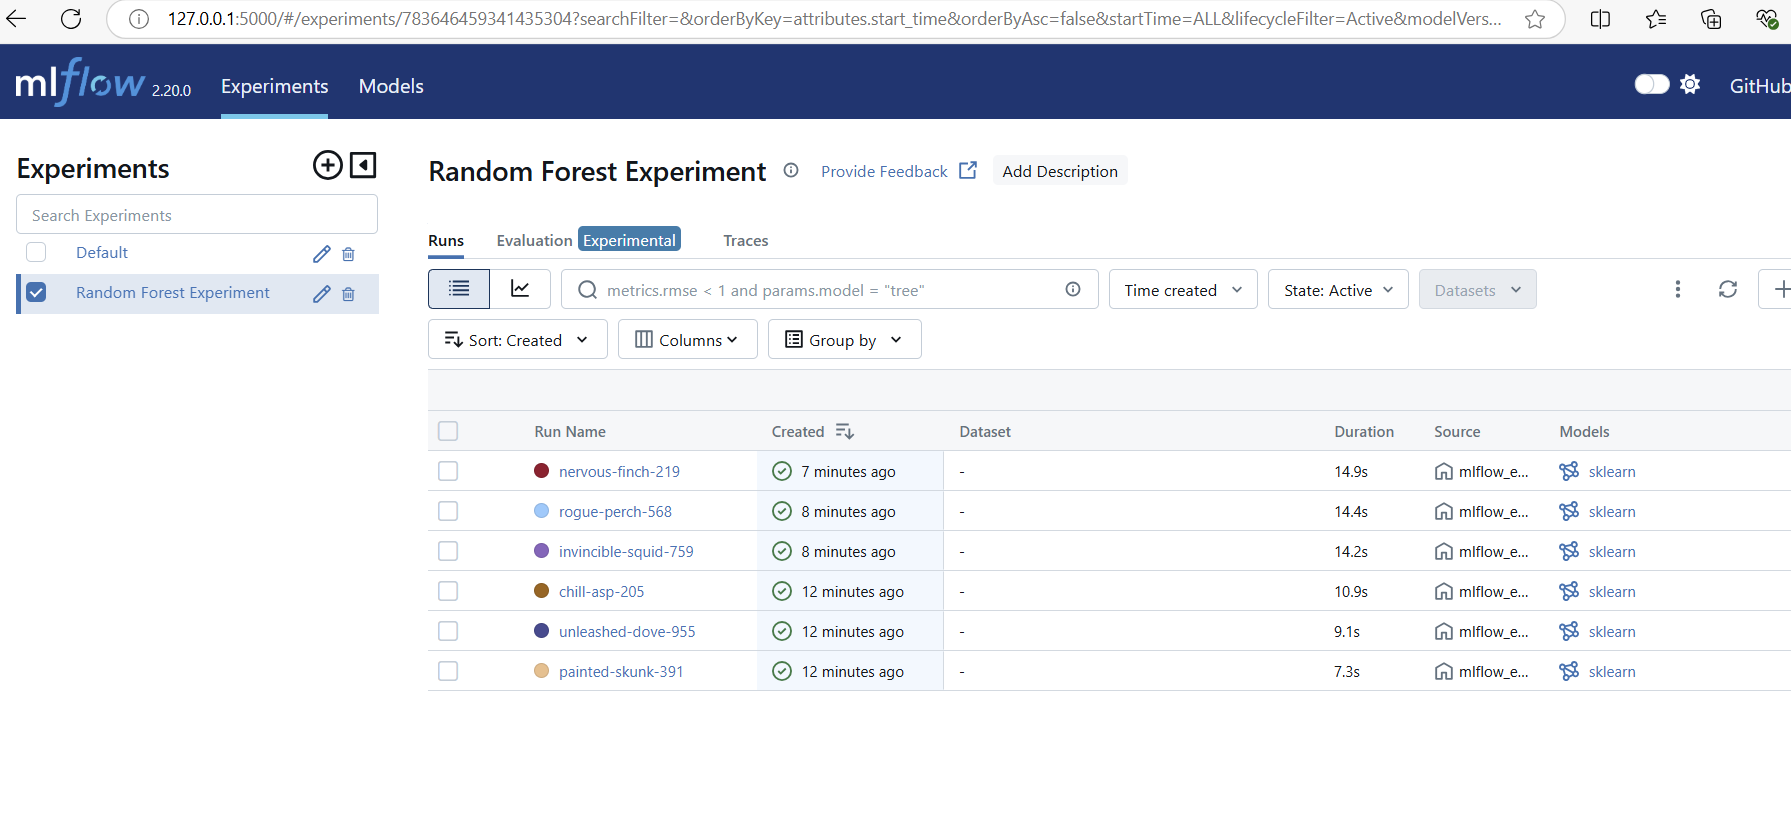 127.0.0.1:5000/#/experiments/783646459341435304?searchFilter=&orderByKey=attributes.start_time&orderByAsc=false&startTime=ALL&lifecycleFilter=Active&modelVers...
mlflow 2.20.0 Experiments Models GitHub
Experiments
Search Experiments
Default
Random Forest Experiment
Random Forest Experiment Provide Feedback Add Description
Runs Evaluation Experimental Traces
metrics.rmse < 1 and params.model = "tree" Time created State: Active Datasets
Sort: Created Columns Group by
Run Name Created Dataset Duration Source Models
nervous-finch-219 7 minutes ago - 14.9s mlflow_e... sklearn
rogue-perch-568 8 minutes ago - 14.4s mlflow_e... sklearn
invincible-squid-759 8 minutes ago - 14.2s mlflow_e... sklearn
chill-asp-205 12 minutes ago - 10.9s mlflow_e... sklearn
unleashed-dove-955 12 minutes ago - 9.1s mlflow_e... sklearn
painted-skunk-391 12 minutes ago - 7.3s mlflow_e... sklearn